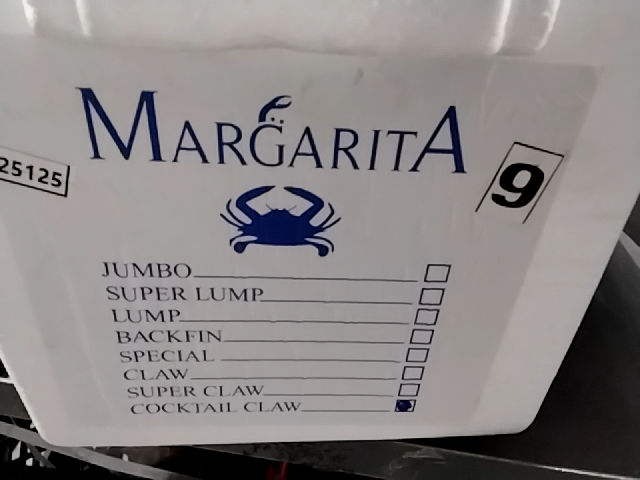 MARGARITA
25125
9
JUMBO
SUPER LUMP
LUMP
BACKFIN
SPECIAL
CLAW
SUPER CLAW
COCKTAIL CLAW